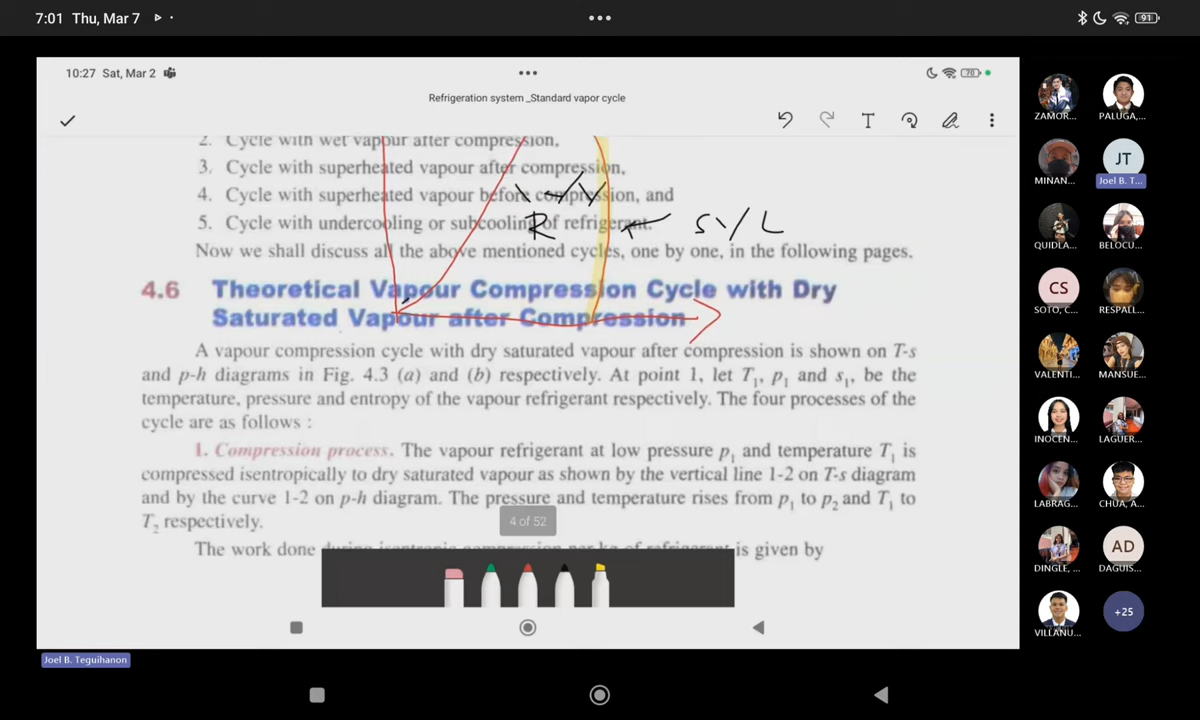 7:01 Thu, Mar 7
91
10:27 Sat, Mar 2
70
Refrigeration system _Standard vapor cycle
T
2. Cycle with wet vapour after compression,
3. Cycle with superheated vapour after compression,
4. Cycle with superheated vapour before compression, and
5. Cycle with undercooling or subcooling of refrigerant.
R
Now we shall discuss all the above mentioned cycles, one by one, in the following pages.
4.6 Theoretical Vapour Compression Cycle with Dry
Saturated Vapour after Compression
A vapour compression cycle with dry saturated vapour after compression is shown on T-s
and p-h diagrams in Fig. 4.3 (a) and (b) respectively. At point 1, let T₁, p₁ and s₁, be the
temperature, pressure and entropy of the vapour refrigerant respectively. The four processes of the
cycle are as follows :
1. Compression process. The vapour refrigerant at low pressure p₁ and temperature T₁ is
compressed isentropically to dry saturated vapour as shown by the vertical line 1-2 on T-s diagram
and by the curve 1-2 on p-h diagram. The pressure and temperature rises from p₁ to p₂ and T₁ to
T₂ respectively.
4 of 52
The work done during isentropic compression per kg of refrigerant is given by
Joel B. Teguihanon
ZAMOR...
PALUGA,...
MINAN...
JT
Joel B. T...
QUIDLA...
BELOCU...
CS
SOTO, C...
RESPALL...
VALENTI...
MANSUE...
INOCEN...
LAGUER...
LABRAG...
CHUA, A...
DINGLE, ...
AD
DAGUIS...
VILLANU...
+25